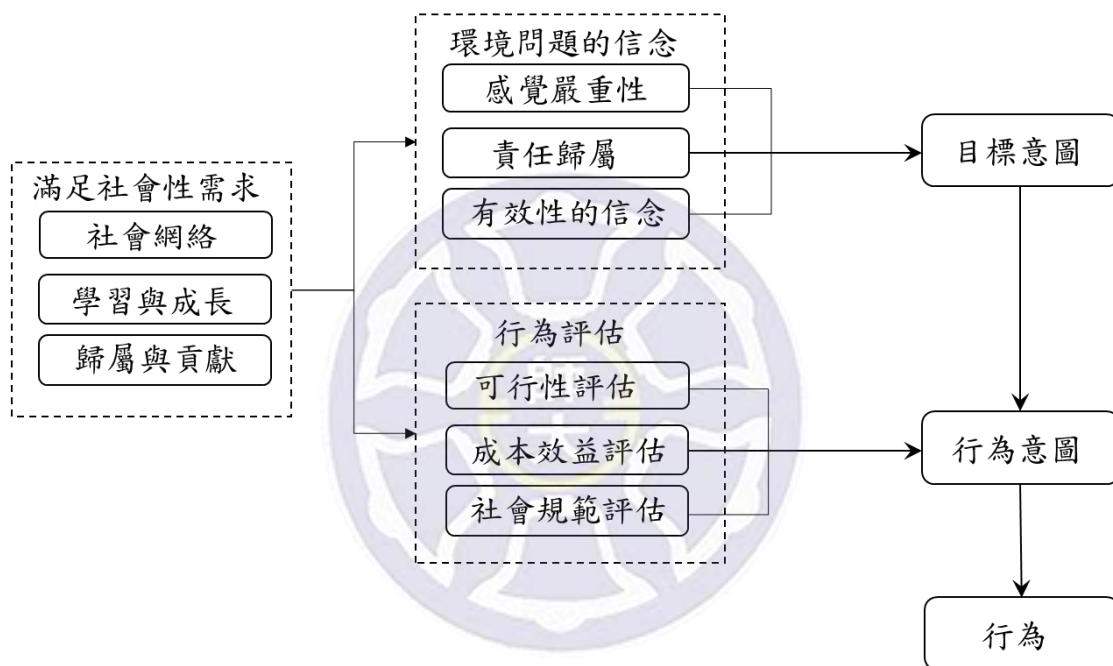 滿足社會性需求
社會網絡
學習與成長
歸屬與貢獻
環境問題的信念
感覺嚴重性
責任歸屬
有效性的信念
行為評估
可行性評估
成本效益評估
社會規範評估
目標意圖
行為意圖
行為
師大